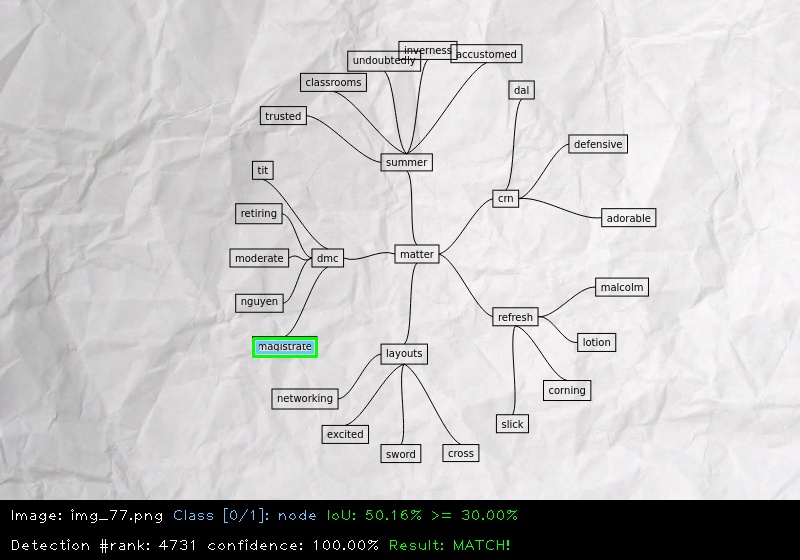 inverness
undoubtedly
accustomed
classrooms
dal
trusted
defensive
summer
tit
crn
retiring
adorable
matter
moderate
dmc
malcolm
nguyen
refresh
lotion
magistrate
layouts
corning
networking
slick
excited
sword
cross
Image: img_77.png Class [0/1]: node IoU: 50.16% >= 30.00%
Detection #rank: 4731 confidence: 100.00% Result: MATCH!